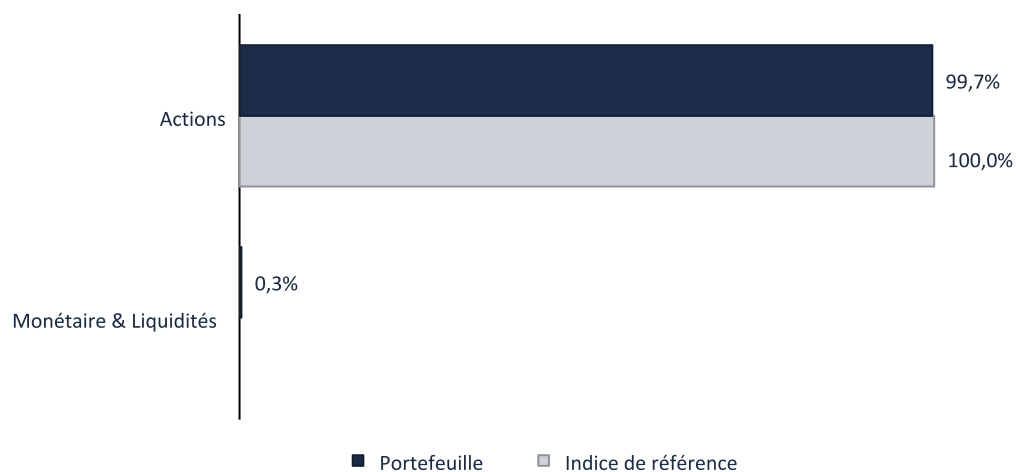 99,7%
Actions
100,0%
0,3%
Monétaire & Liquidités
Portefeuille Indice de référence